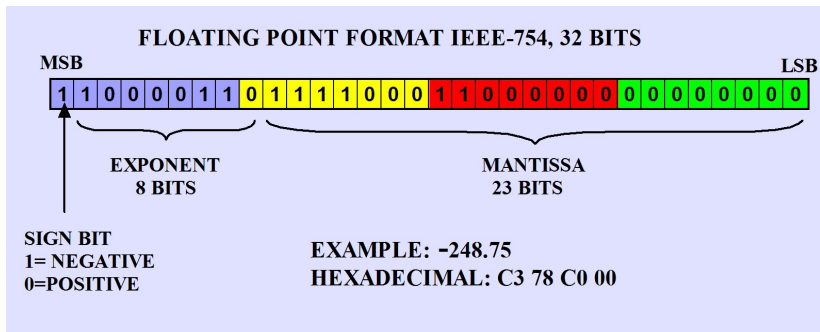 FLOATING POINT FORMAT IEEE-754, 32 BITS
MSB LSB
1 1 0 0 0 0 1 1 0 1 1 1 1 0 0 0 1 1 0 0 0 0 0 0 0 0 0 0 0 0 0 0
EXPONENT MANTISSA
8 BITS 23 BITS
SIGN BIT
1= NEGATIVE
0=POSITIVE
EXAMPLE: -248.75
HEXADECIMAL: C3 78 C0 00